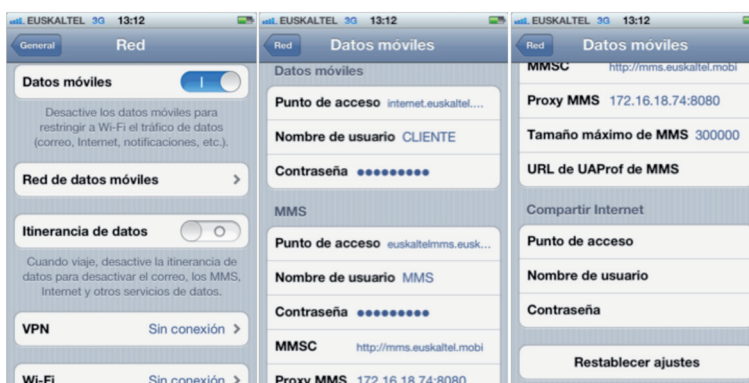 EUSKALTEL 3G 13:12
General Red
Datos móviles
Desactive los datos móviles para
restringir a Wi-Fi el tráfico de datos
(correo, Internet, notificaciones, etc.).
Red de datos móviles
Itinerancia de datos
Cuando viaje, desactive la itinerancia de
datos para desactivar el correo, los MMS,
Internet y otros servicios de datos.
VPN Sin conexión
Wi-Fi Sin conexión
EUSKALTEL 3G 13:12
Red Datos móviles
Datos móviles
Punto de acceso internet.euskaltel....
Nombre de usuario CLIENTE
Contraseña ●●●●●●●●●
MMS
Punto de acceso euskaltelmms.eusk...
Nombre de usuario MMS
Contraseña ●●●●●●●●●
MMSC http://mms.euskaltel.mobi
Proxy MMS 172.16.18.74:8080
EUSKALTEL 3G 13:12
Red Datos móviles
MMSC http://mms.euskaltel.mobi
Proxy MMS 172.16.18.74:8080
Tamaño máximo de MMS 300000
URL de UAProf de MMS
Compartir Internet
Punto de acceso
Nombre de usuario
Contraseña
Restablecer ajustes